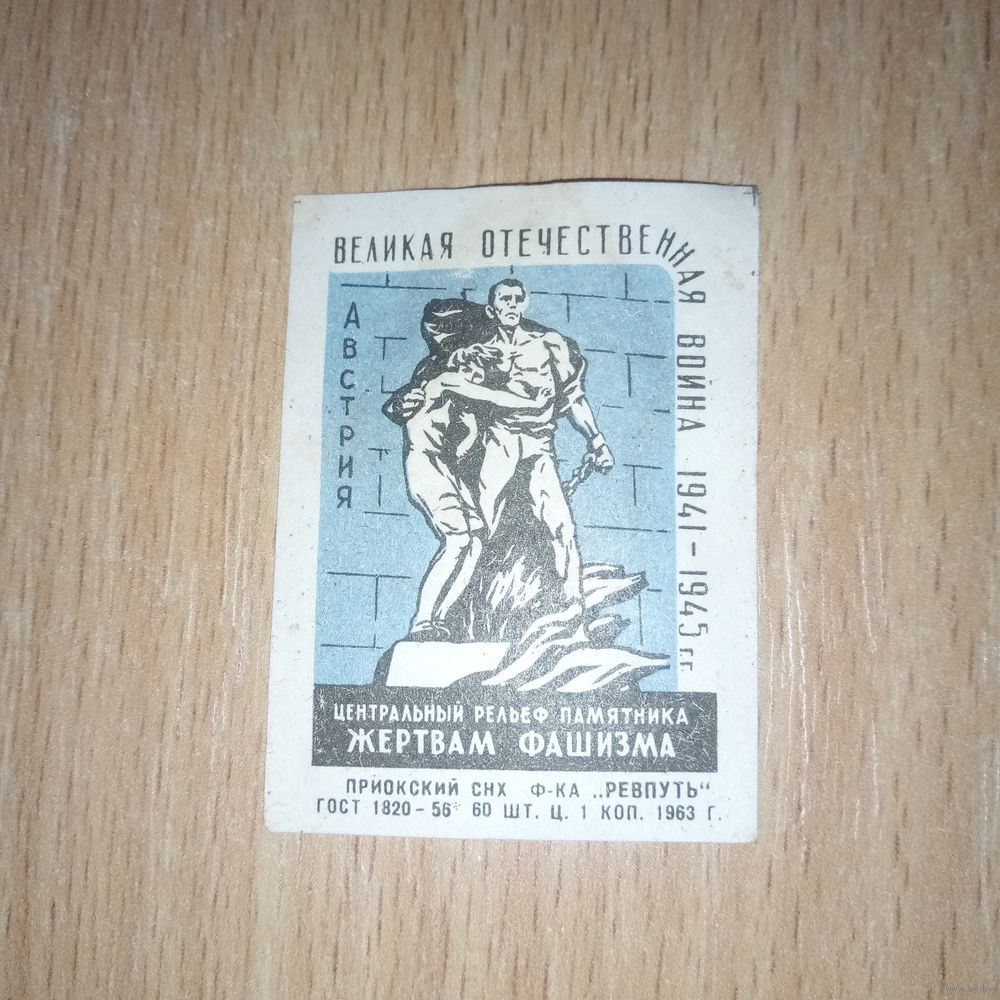 ВЕЛИКАЯ ОТЕЧЕСТВЕННАЯ ВОЙНА 1941-1945 г.г.
АВСТРИЯ
ЦЕНТРАЛЬНЫЙ РЕЛЬЕФ ПАМЯТНИКА
ЖЕРТВАМ ФАШИЗМА
ПРИОКСКИЙ СНХ Ф-КА „РЕВПУТЬ"
ГОСТ 1820-56 60 ШТ. Ц. 1 КОП. 1963 Г.